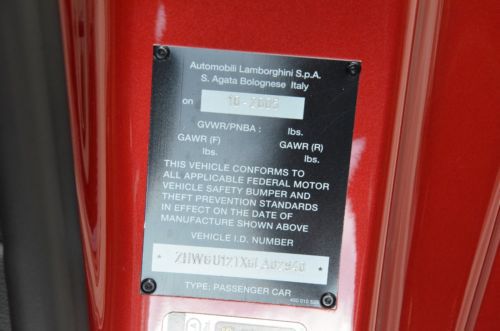 Automobili Lamborghini S.p.A.
S. Agata Bolognese Italy
on 10-2005
GVWR/PNBA : lbs.
GAWR (F) GAWR (R)
lbs. lbs.
THIS VEHICLE CONFORMS TO
ALL APPLICABLE FEDERAL MOTOR
VEHICLE SAFETY BUMPER AND
THEFT PREVENTION STANDARDS
IN EFFECT ON THE DATE OF
MANUFACTURE SHOWN ABOVE
VEHICLE I.D. NUMBER
TYPE: PASSENGER CAR